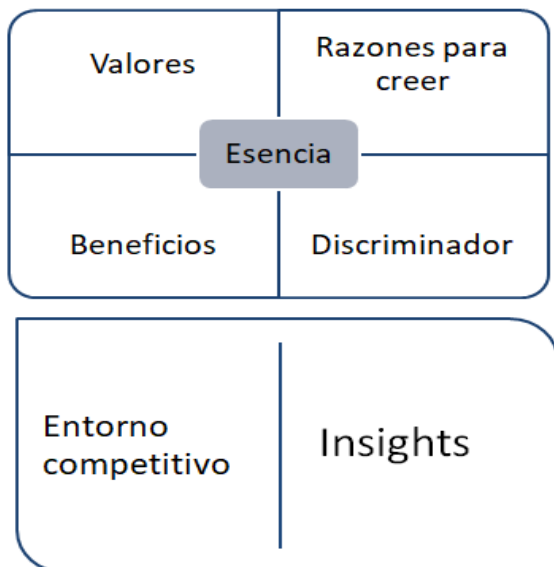 Valores
Razones para
creer
Esencia
Beneficios
Discriminador
Entorno
competitivo
Insights